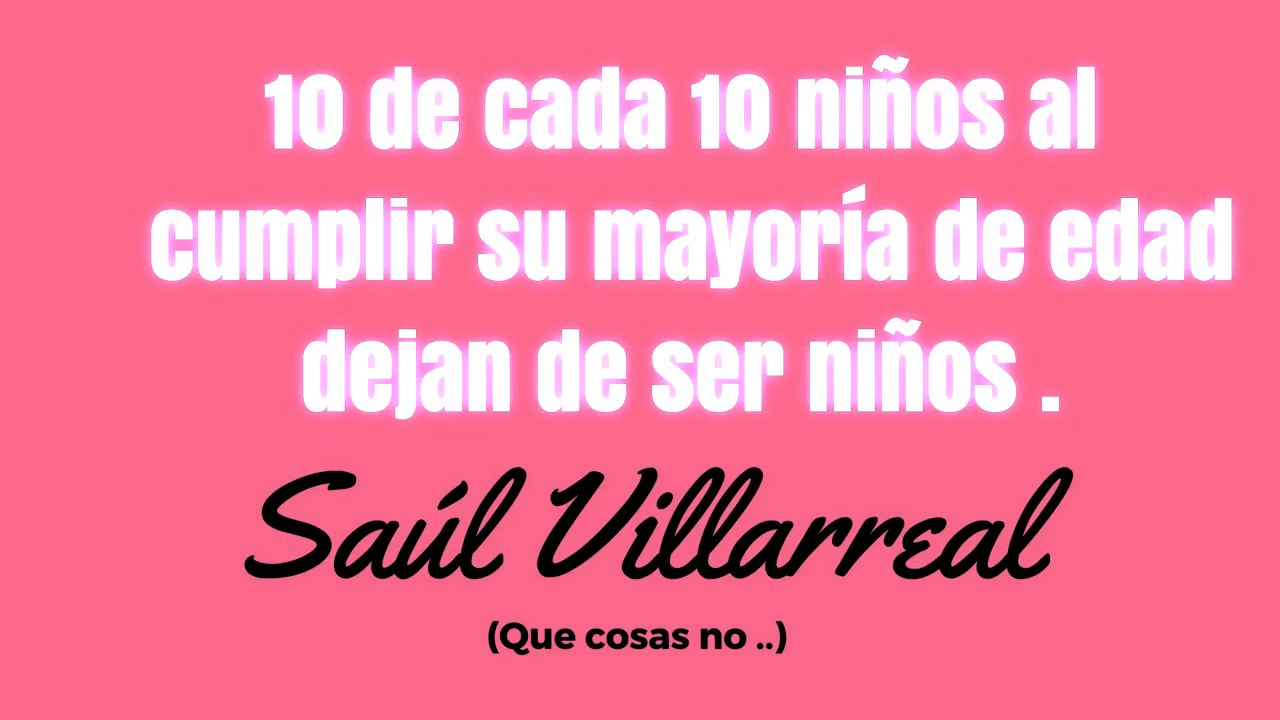 10 de cada 10 niños al
cumplir su mayoría de edad
dejan de ser niños .
Saúl Villarreal
(Que cosas no ..)